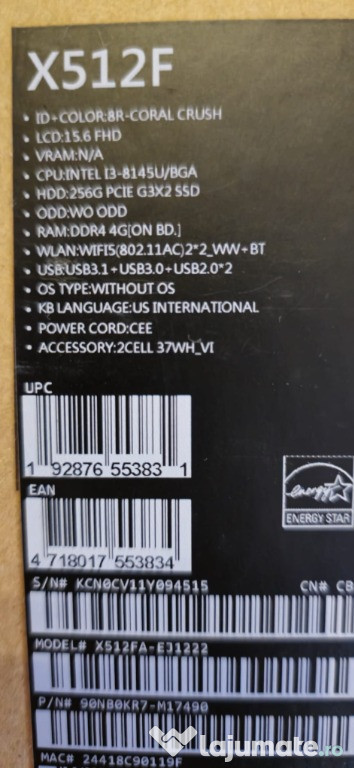 X512F
• ID+COLOR:8R-CORAL CRUSH
• LCD:15.6 FHD
• VRAM:N/A
• CPU:INTEL I3-8145U/BGA
• HDD:256G PCIE G3X2 SSD
• ODD:WO ODD
• RAM:DDR4 4G[ON BD.]
• WLAN:WIFI5(802.11AC)2*2_WW+BT
• USB:USB3.1+USB3.0+USB2.0*2
• OS TYPE:WITHOUT OS
• KB LANGUAGE:US INTERNATIONAL
• POWER CORD:CEE
• ACCESSORY:2CELL 37WH_VI
UPC
1 92876 55383 1
EAN
4 718017 553834
energy
ENERGY STAR
S/N# KCN0CV11Y094515 CN# CB
MODEL# X512FA-EJ1222
P/N# 90NB0KR7-M17490
lajumate.ro
MAC# 24418C90119F